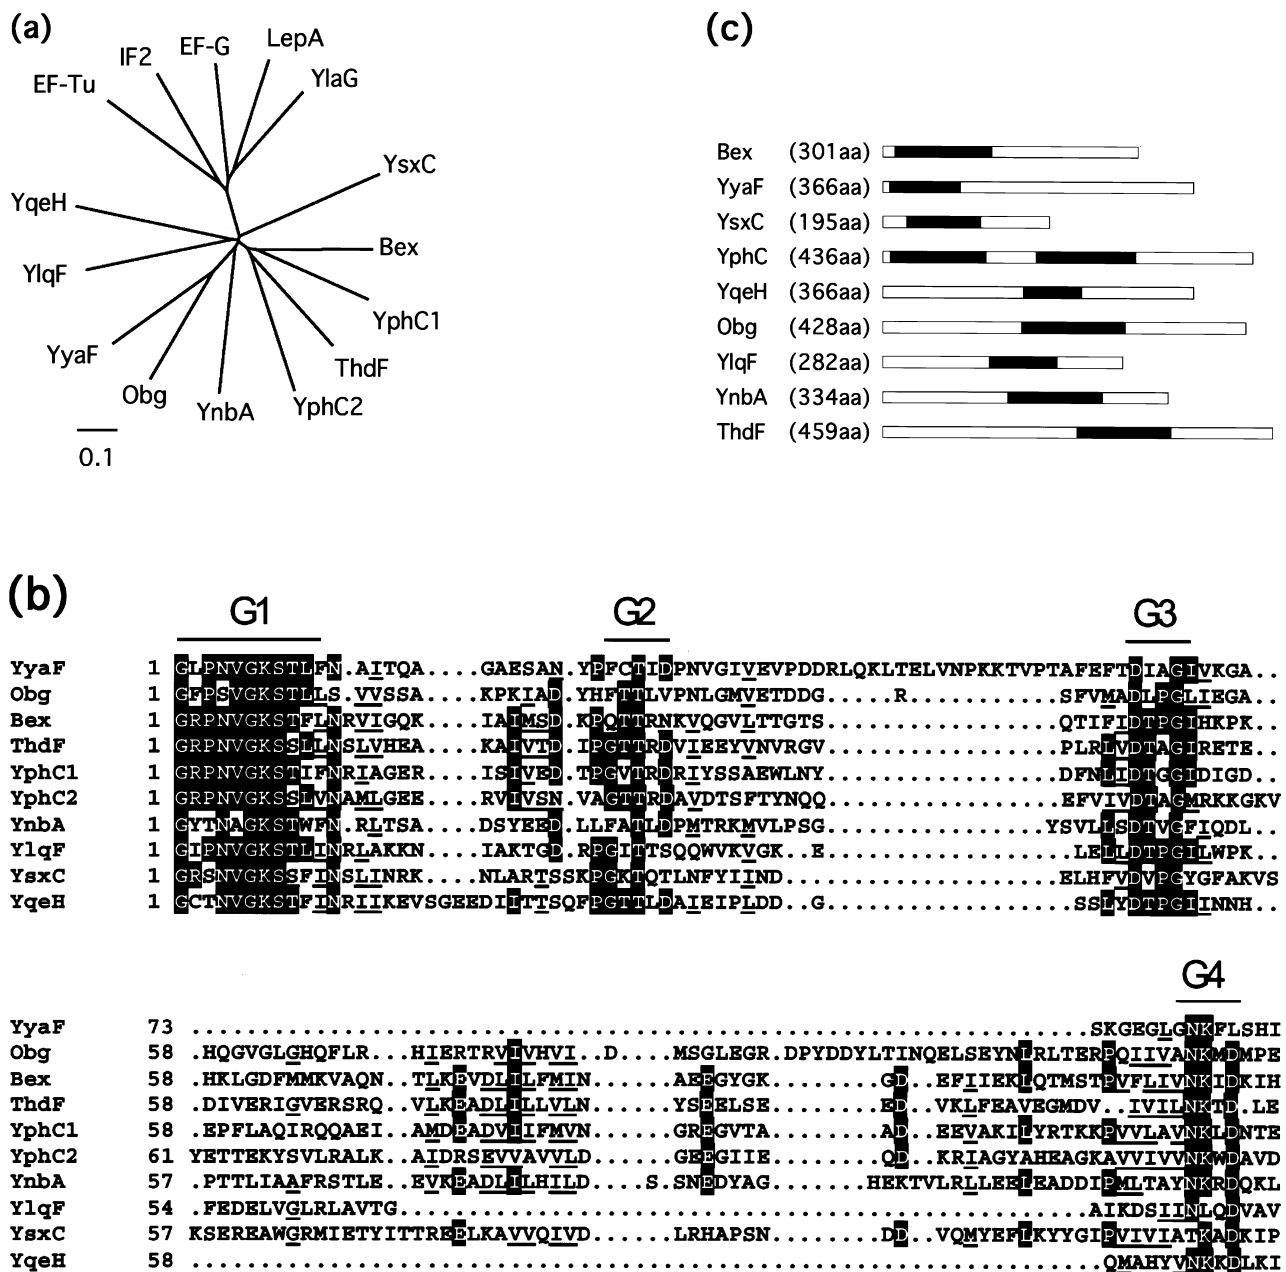 (a)
EF-Tu
IF2
EF-G
LepA
YlaG
YsxC
Bex
YphC1
ThdF
YphC2
YnbA
Obg
YyaF
YlqF
YqeH
0.1
(c)
Bex (301aa)
YyaF (366aa)
YsxC (195aa)
YphC (436aa)
YqeH (366aa)
Obg (428aa)
YlqF (282aa)
YnbA (334aa)
ThdF (459aa)
(b)
G1 G2 G3
YyaF 1 GLPNVGKSTLFN.AITQA....GAESAN.YPFCTIDPNVGIVEVPDDRLQKLTELVNPKKTVPTAFEFTDIAGIVKGA..
Obg 1 GFPSVGKSTLLS.VVSSA....KPKIAD.YHFTTLVPNLGMVETDDG.....R...........SFVMADLPGLIEGA..
Bex 1 GRPNVGKSTFLNRVIGQK....IAIMSD.KPQTTRNKVQGVLTTGTS.................QTIFIDTPGIHKPK..
ThdF 1 GRPNVGKSSLLNSLVHEA....KAIVTD.IPGTTRDVIEEYVNVRGV.................PLRLVDTAGIRETE..
YphC1 1 GRPNVGKSTIFNRIAGER....ISIVED.TPGVTRDRIYSSAEWLNY.................DFNLIDTGGIDIGD..
YphC2 1 GRPNVGKSSLVNAMLGEE....RVIVSN.VAGTTRDAVDTSFTYNQQ.................EFVIVDTAGMRKKGKV
YnbA 1 GYTNAGKSTWFN.RLTSA....DSYEED.LLFATLDPMTRKMVLPSG................YSVLLSDTVGFIQDL..
YlqF 1 GIPNVGKSTLINRLAKKN....IAKTGD.RPGITTSQQWVKVGK..E..................LELLDTPGILWPK..
YsxC 1 GRSNVGKSSFINSLINRK....NLARTSSKPGKTQTLNFYIIND....................ELHFVDVPGYGFAKVS
YqeH 1 GCTNVGKSTFINRIIKEVSGEEDIITTSQFPGTTLDAIEIPLDD..G..................SSLYDTPGIINNH..
G4
YyaF 73 .................................................................SKGEGLGNKFLSHI
Obg 58 .HQGVGLGHQFLR...HIERTRVIVHVI..D....MSGLEGR.DPYDDYLTINQELSEYNLRLTERPQIIVANKMDMPE
Bex 58 .HKLGDFMMKVAQN..TLKEVDLILFMIN......AEEGYGK........GD..EFIIEKLQTMSTPVFLIVNKIDKIH
ThdF 58 .DIVERIGVERSRQ..VLKEADLILLVLN......YSEELSE........ED..VKLFEAVEGMDV..IVILNKTD.LE
YphC1 58 .EPFLAQIRQQAEI..AMDEADVIIFMVN......GREGVTA........AD..EEVAKILYRTKKPVVLAVNKLDNTE
YphC2 61 YETTEKYSVLRALK..AIDRSEVVAVVLD......GEEGIIE........QD..KRIAGYAHEAGKAVVIVVNKWDAVD
YnbA 57 .PTTLIAAFRSTLE..EVKEADLILHILD....S.SNEDYAG.......HEKTVLRLLEELEADDIPMLTAYNKRDQKL
YlqF 54 .FEDELVGLRLAVTG..................................................AIKDSIINLQDVAV
YsxC 57 KSEREAWGRMIETYITTREELKAVVQIVD......LRHAPSN........DD..VQMYEFLKYYGIPVIVIATKADKIP
YqeH 58 ..................................................................QMAHYVNKKDLKI